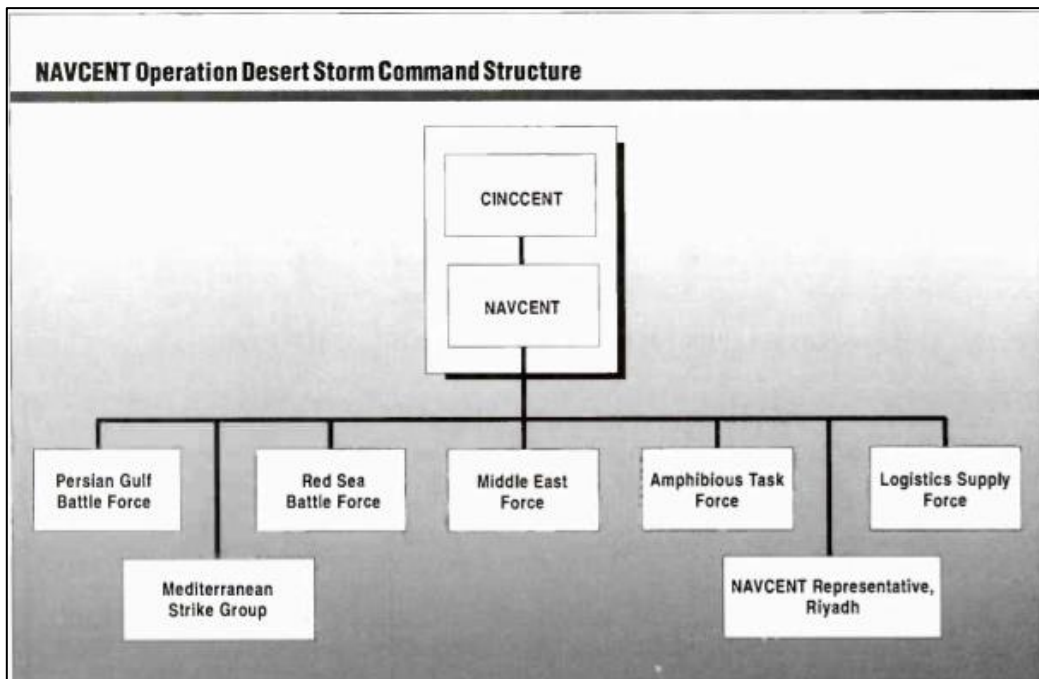 NAVCENT Operation Desert Storm Command Structure
CINCCENT
NAVCENT
Persian Gulf
Battle Force
Red Sea
Battle Force
Middle East
Force
Amphibious Task
Force
Logistics Supply
Force
Mediterranean
Strike Group
NAVCENT Representative,
Riyadh